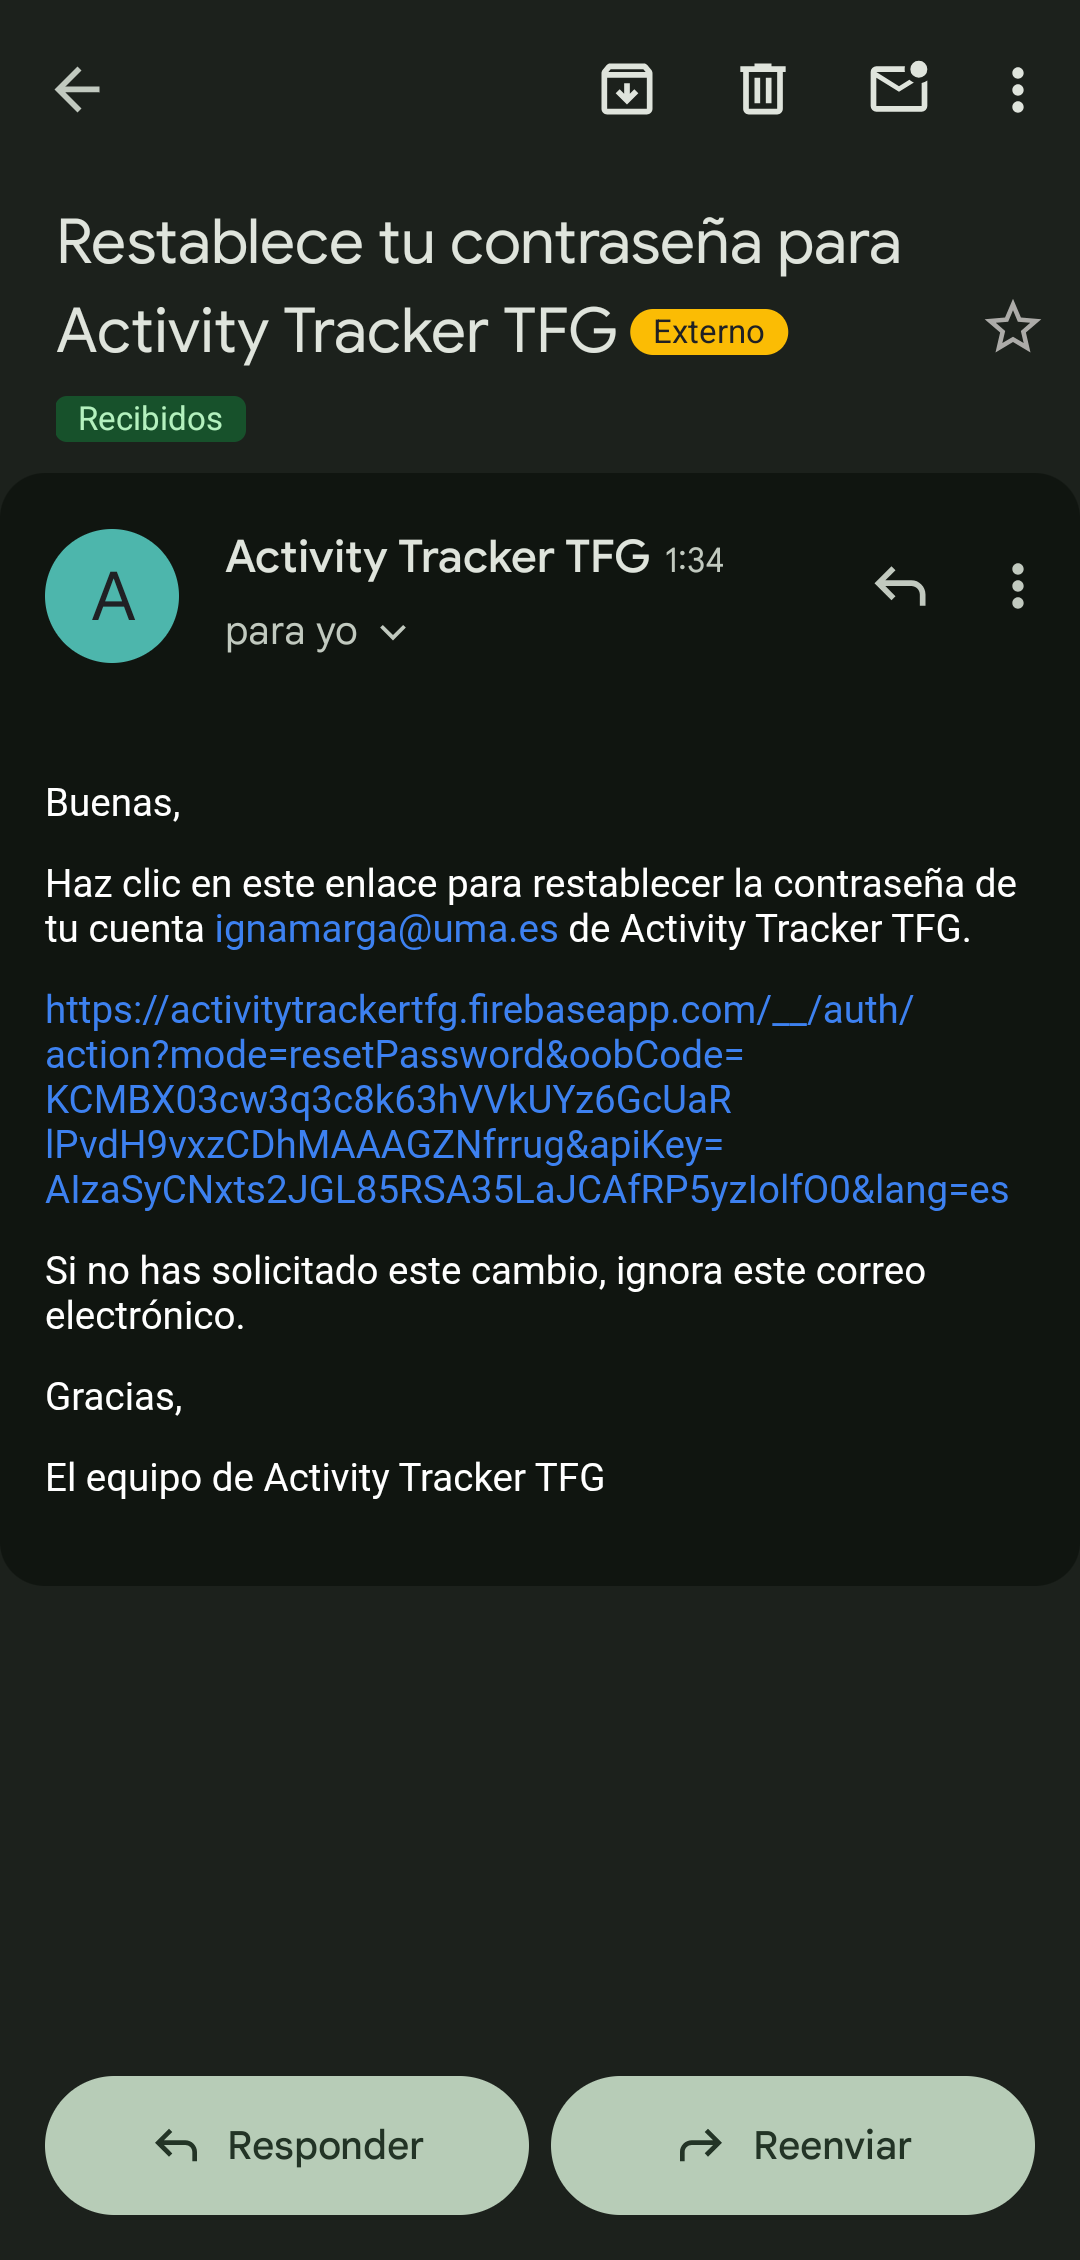 Restablece tu contraseña para
Activity Tracker TFG Externo
Recibidos
A
Activity Tracker TFG 1:34
para yo
Buenas,
Haz clic en este enlace para restablecer la contraseña de
tu cuenta ignamarga@uma.es de Activity Tracker TFG.
https://activitytrackertfg.firebaseapp.com/__/auth/
action?mode=resetPassword&oobCode=
KCMBX03cw3q3c8k63hVVkUYz6GcUaR
lPvdH9vxzCDhMAAAGZNfrrug&apiKey=
AIzaSyCNxts2JGL85RSA35LaJCAfRP5yzIolfO0&lang=es
Si no has solicitado este cambio, ignora este correo
electrónico.
Gracias,
El equipo de Activity Tracker TFG
Responder
Reenviar